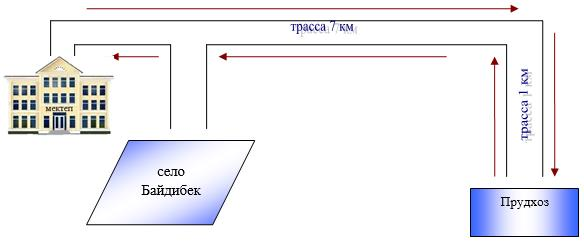 трасса 7 км
мектеп
трасса 1 км
село
Байдибек
Прудхоз